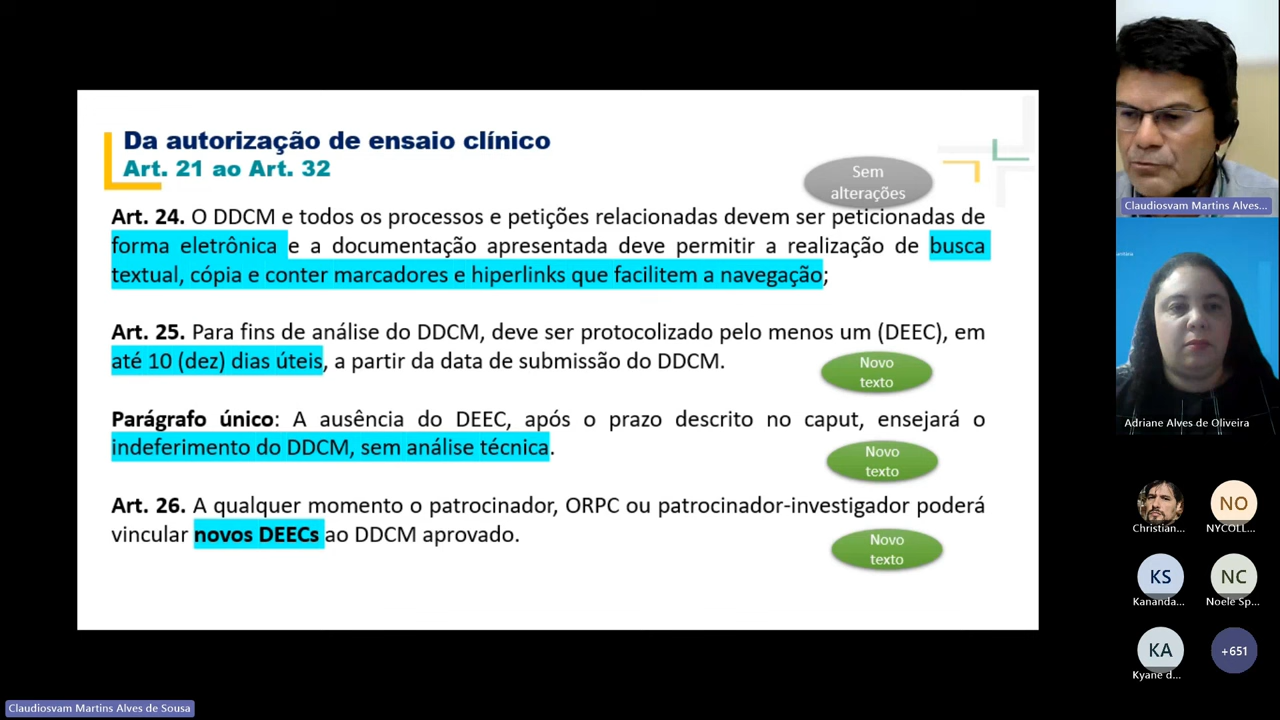 Da autorização de ensaio clínico
Art. 21 ao Art. 32
Sem
alterações
Art. 24. O DDCM e todos os processos e petições relacionadas devem ser peticionadas de
forma eletrônica e a documentação apresentada deve permitir a realização de busca
textual, cópia e conter marcadores e hiperlinks que facilitem a navegação;
Art. 25. Para fins de análise do DDCM, deve ser protocolizado pelo menos um (DEEC), em
até 10 (dez) dias úteis, a partir da data de submissão do DDCM.
Novo
texto
Parágrafo único: A ausência do DEEC, após o prazo descrito no caput, ensejará o
indeferimento do DDCM, sem análise técnica.
Novo
texto
Art. 26. A qualquer momento o patrocinador, ORPC ou patrocinador-investigador poderá
vincular novos DEECs ao DDCM aprovado.
Novo
texto
Claudiosvam Martins Alves...
Adriane Alves de Oliveira
Christian...
NO
NYCOLL...
KS
Kananda...
NC
Noele Sp...
KA
Kyane d...
+651
Claudiosvam Martins Alves de Sousa